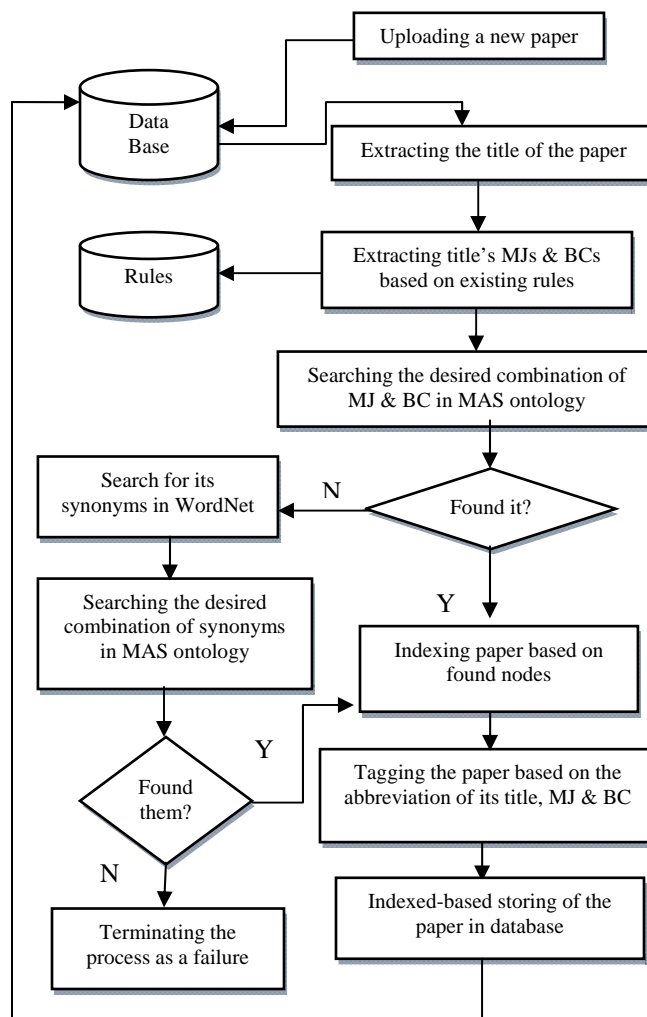 Uploading a new paper
Data
Base
Extracting the title of the paper
Rules
Extracting title's MJs & BCs
based on existing rules
Searching the desired combination of
MJ & BC in MAS ontology
Search for its
synonyms in WordNet
N
Found it?
Searching the desired
combination of synonyms
in MAS ontology
Y
Indexing paper based on
found nodes
Found
them?
Y
Tagging the paper based on the
abbreviation of its title, MJ & BC
N
Terminating the
process as a failure
Indexed-based storing of the
paper in database